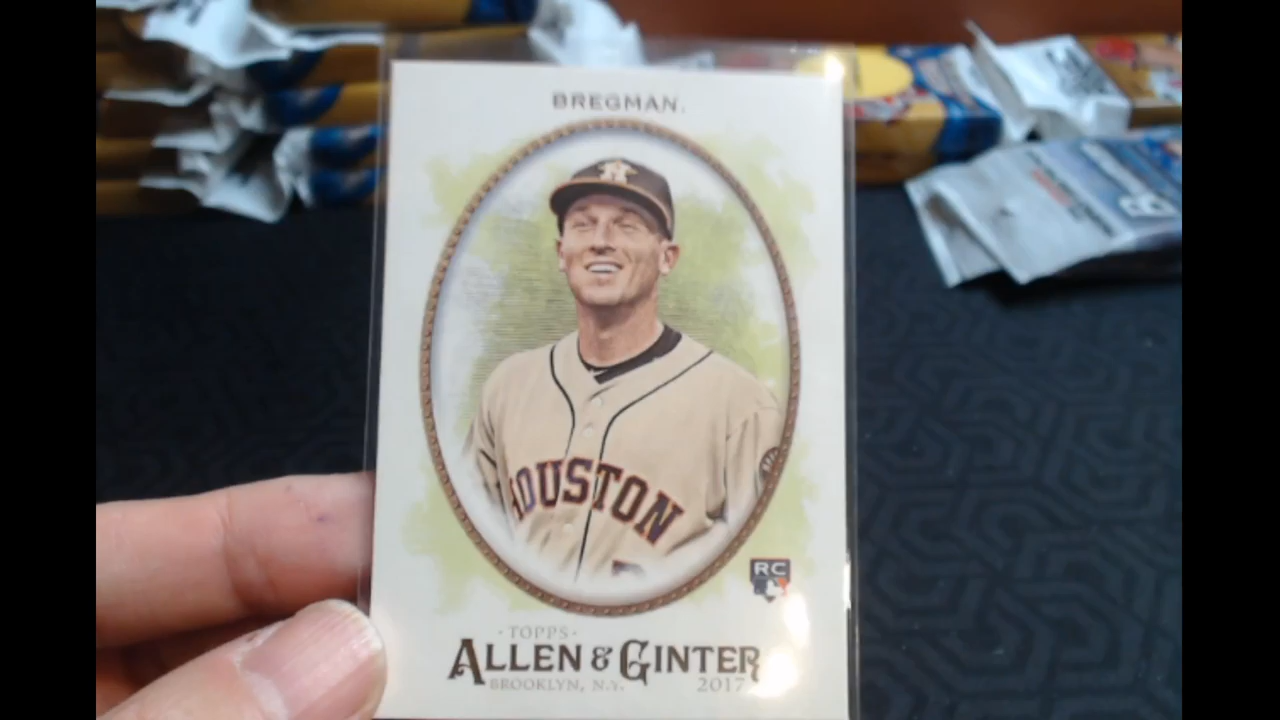 BREGMAN.
HOUSTON
RC
· TOPPS ·
ALLEN & GINTER
BROOKLYN, N.Y. 2017